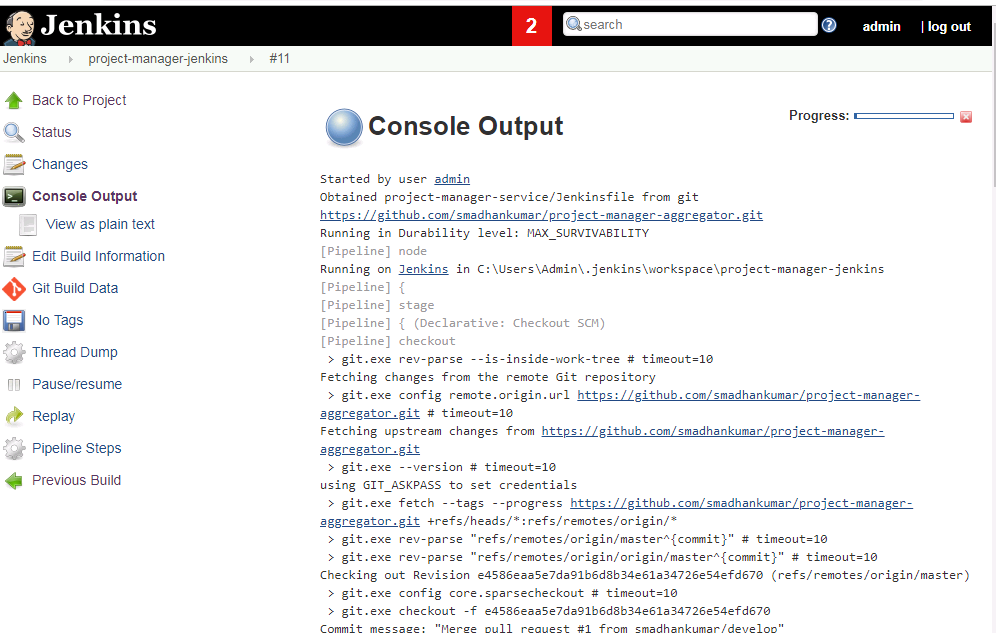 Jenkins
2
search
?
admin
| log out
Jenkins
project-manager-jenkins
#11
Back to Project
Status
Changes
Console Output
View as plain text
Edit Build Information
Git Build Data
No Tags
Thread Dump
Pause/resume
Replay
Pipeline Steps
Previous Build
Console Output
Progress:
Started by user admin
Obtained project-manager-service/Jenkinsfile from git
https://github.com/smadhankumar/project-manager-aggregator.git
Running in Durability level: MAX_SURVIVABILITY
[Pipeline] node
Running on Jenkins in C:\Users\Admin\.jenkins\workspace\project-manager-jenkins
[Pipeline] {
[Pipeline] stage
[Pipeline] { (Declarative: Checkout SCM)
[Pipeline] checkout
> git.exe rev-parse --is-inside-work-tree # timeout=10
Fetching changes from the remote Git repository
> git.exe config remote.origin.url https://github.com/smadhankumar/project-manager-
aggregator.git # timeout=10
Fetching upstream changes from https://github.com/smadhankumar/project-manager-
aggregator.git
> git.exe --version # timeout=10
using GIT_ASKPASS to set credentials
> git.exe fetch --tags --progress https://github.com/smadhankumar/project-manager-
aggregator.git +refs/heads/*:refs/remotes/origin/*
> git.exe rev-parse "refs/remotes/origin/master^{commit}" # timeout=10
> git.exe rev-parse "refs/remotes/origin/origin/master^{commit}" # timeout=10
Checking out Revision e4586eaa5e7da91b6d8b34e61a34726e54efd670 (refs/remotes/origin/master)
> git.exe config core.sparsecheckout # timeout=10
> git.exe checkout -f e4586eaa5e7da91b6d8b34e61a34726e54efd670
Commit message: "Merge pull request #1 from smadhankumar/develop"